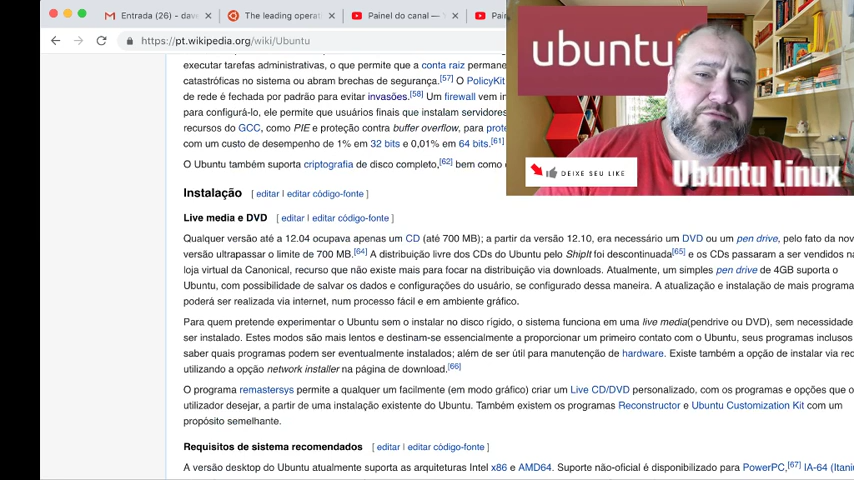 Entrada (26) - dave
The leading operat
Painel do canal — Y
Pain
https://pt.wikipedia.org/wiki/Ubuntu
executar tarefas administrativas, o que permite que a conta raiz permane
catastróficas no sistema ou abram brechas de segurança.[57] O PolicyKit
de rede é fechada por padrão para evitar invasões.[58] Um firewall vem in
para configurá-lo, ele permite que usuários finais que instalam servidores
recursos do GCC, como PIE e proteção contra buffer overflow, para prote
com um custo de desempenho de 1% em 32 bits e 0,01% em 64 bits.[61]
O Ubuntu também suporta criptografia de disco completo,[62] bem como
ubuntu
DEIXE SEU LIKE
Ubuntu Linux
Instalação [ editar | editar código-fonte ]
Live media e DVD [ editar | editar código-fonte ]
Qualquer versão até a 12.04 ocupava apenas um CD (até 700 MB); a partir da versão 12.10, era necessário um DVD ou um pen drive, pelo fato da nov
versão ultrapassar o limite de 700 MB.[64] A distribuição livre dos CDs do Ubuntu pelo ShipIt foi descontinuada[65] e os CDs passaram a ser vendidos na
loja virtual da Canonical, recurso que não existe mais para focar na distribuição via downloads. Atualmente, um simples pen drive de 4GB suporta o
Ubuntu, com possibilidade de salvar os dados e configurações do usuário, se configurado dessa maneira. A atualização e instalação de mais programa
poderá ser realizada via internet, num processo fácil e em ambiente gráfico.
Para quem pretende experimentar o Ubuntu sem o instalar no disco rígido, o sistema funciona em uma live media(pendrive ou DVD), sem necessidade
ser instalado. Estes modos são mais lentos e destinam-se essencialmente a proporcionar um primeiro contato com o Ubuntu, seus programas inclusos
saber quais programas podem ser eventualmente instalados; além de ser útil para manutenção de hardware. Existe também a opção de instalar via red
utilizando a opção network installer na página de download.[66]
O programa remastersys permite a qualquer um facilmente (em modo gráfico) criar um Live CD/DVD personalizado, com os programas e opções que o
utilizador desejar, a partir de uma instalação existente do Ubuntu. Também existem os programas Reconstructor e Ubuntu Customization Kit com um
propósito semelhante.
Requisitos de sistema recomendados [ editar | editar código-fonte ]
A versão desktop do Ubuntu atualmente suporta as arquiteturas Intel x86 e AMD64. Suporte não-oficial é disponibilizado para PowerPC,[67] IA-64 (Itani